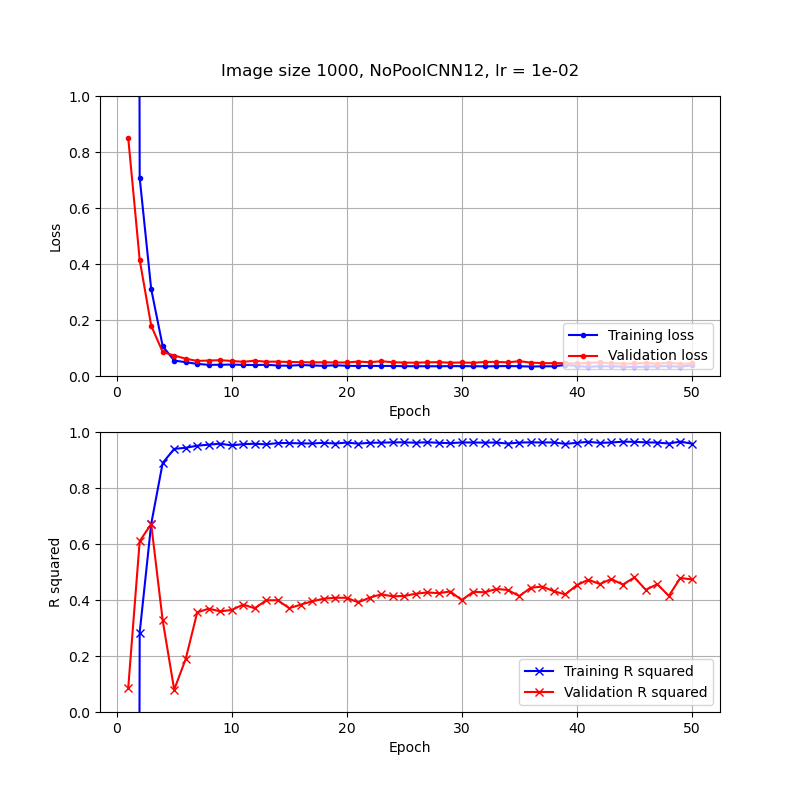 Image size 1000, NoPoolCNN12, lr = 1e-02
1.0
0.8
0.6
0.4
0.2
0.0
Loss
Training loss
Validation loss
0 10 20 30 40 50
Epoch
1.0
0.8
0.6
0.4
0.2
0.0
R squared
Training R squared
Validation R squared
0 10 20 30 40 50
Epoch